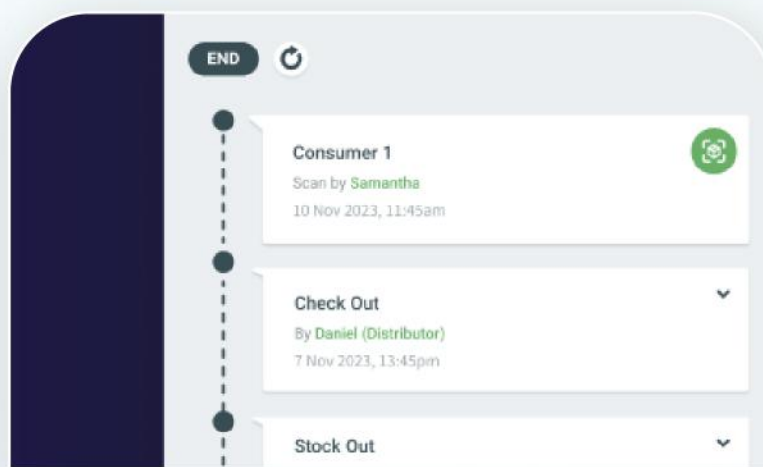 END
Consumer 1
Scan by Samantha
10 Nov 2023, 11:45am
Check Out
By Daniel (Distributor)
7 Nov 2023, 13:45pm
Stock Out